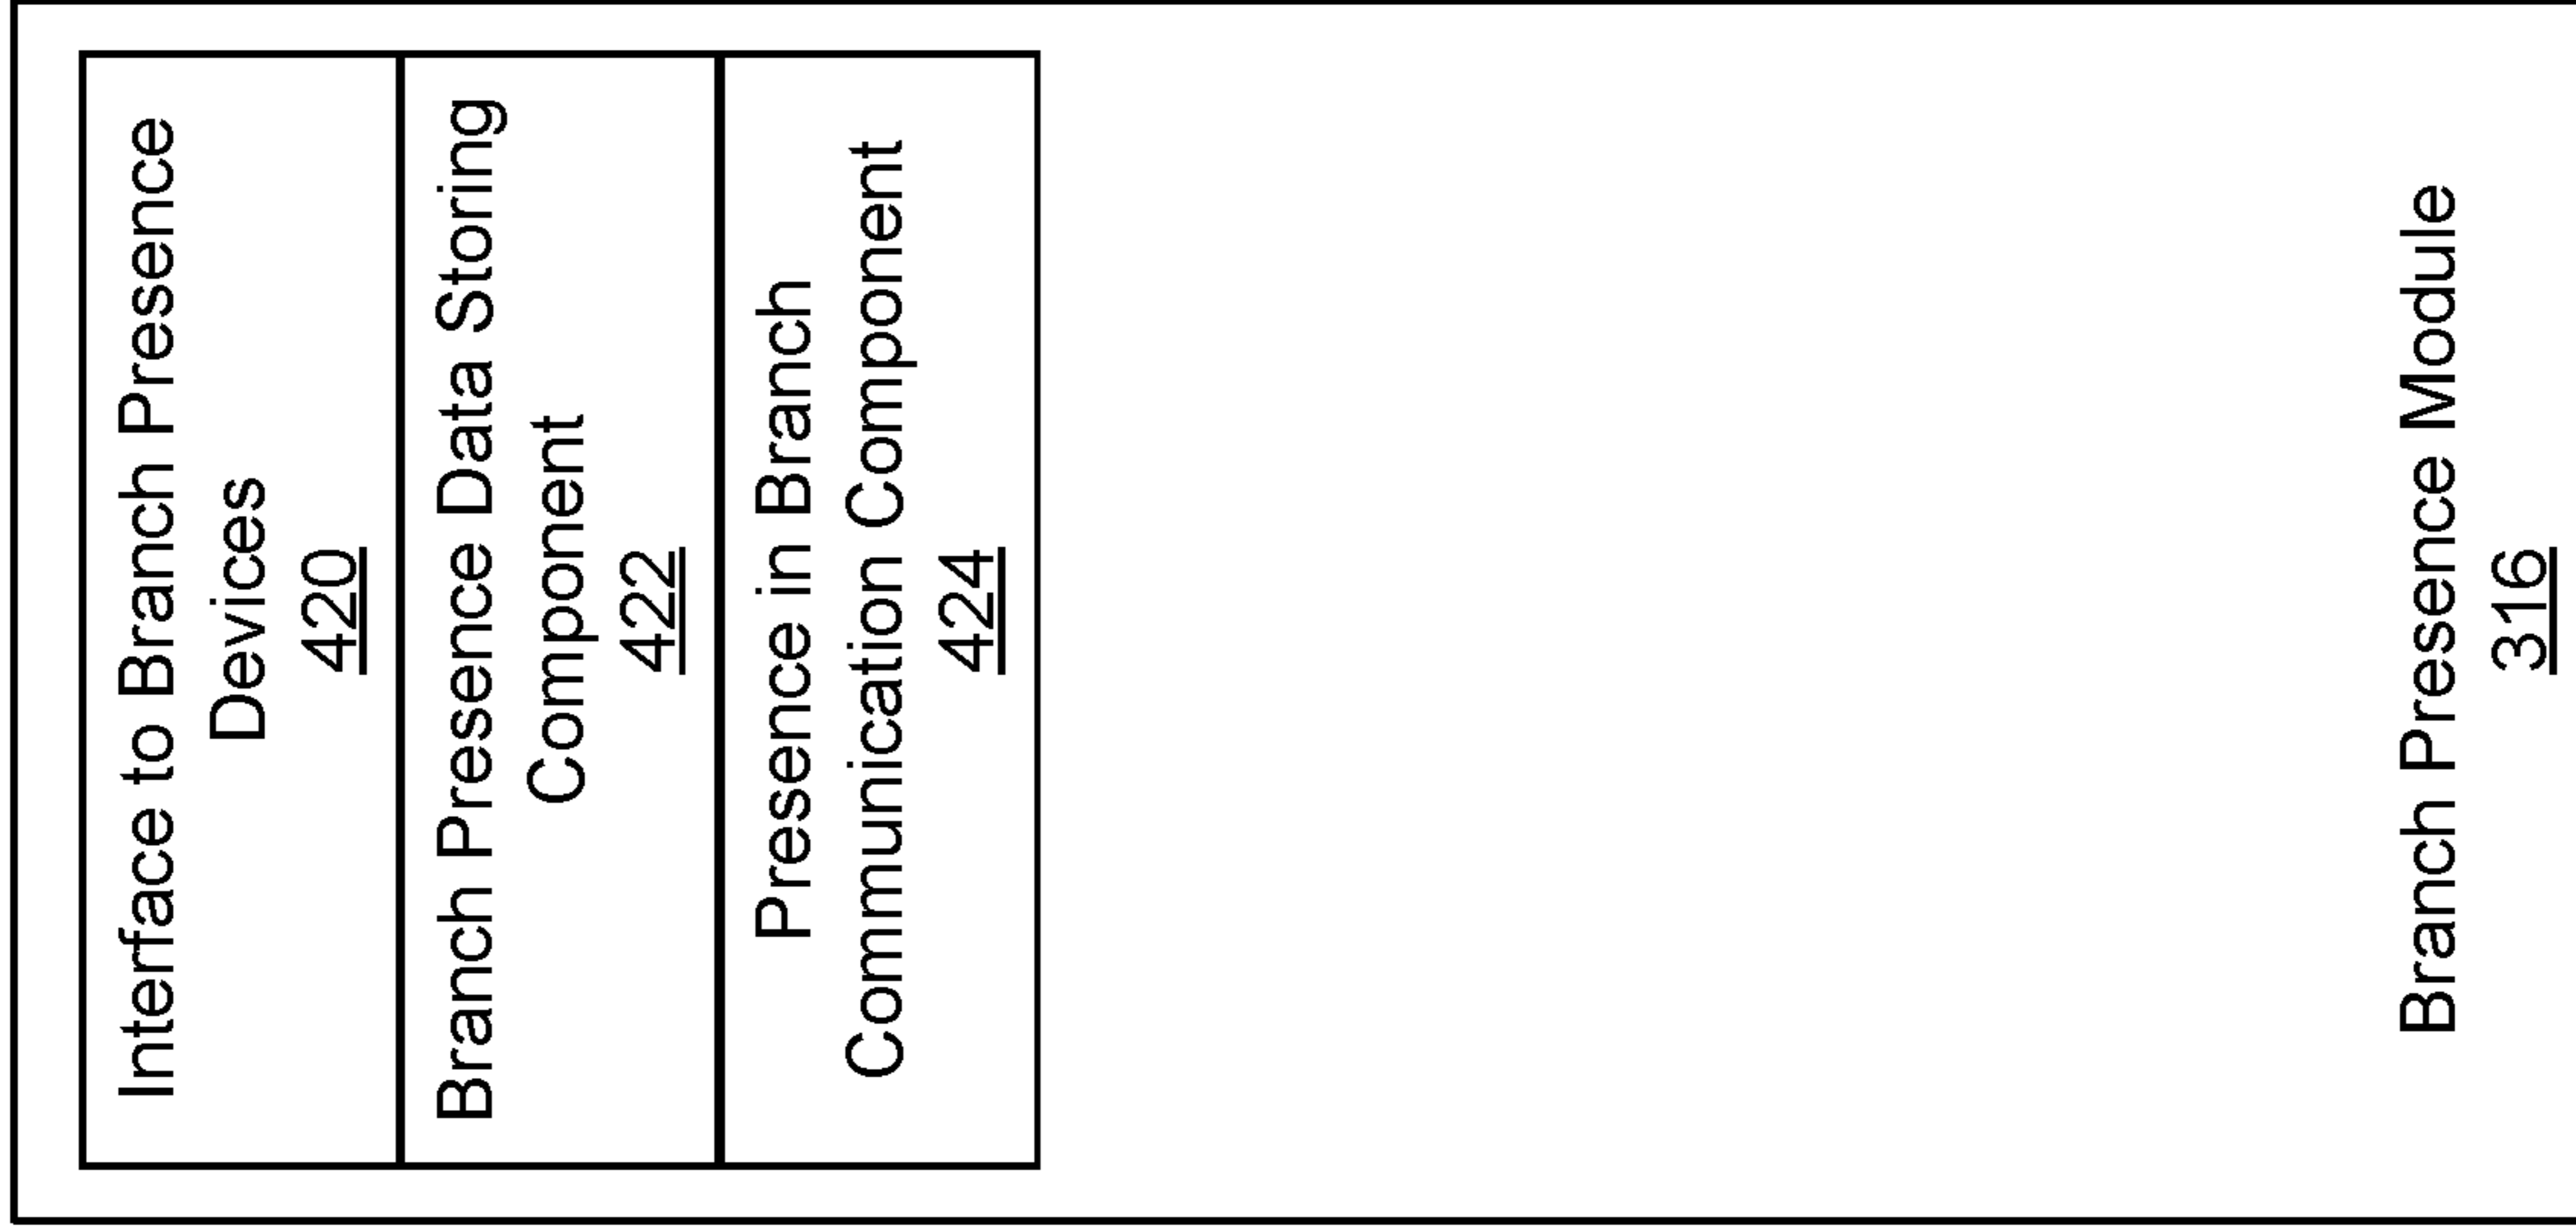 Interface to Branch Presence
Devices
420
Branch Presence Data Storing
Component
422
Presence in Branch
Communication Component
424
Branch Presence Module
316